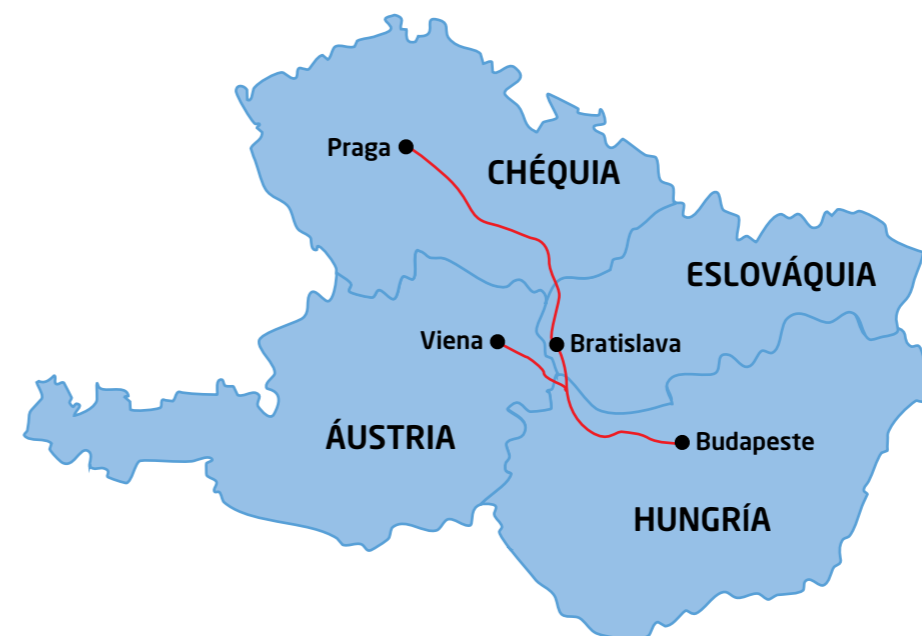 Praga
CHÉQUIA
ESLOVÁQUIA
Viena
Bratislava
ÁUSTRIA
Budapeste
HUNGRÍA